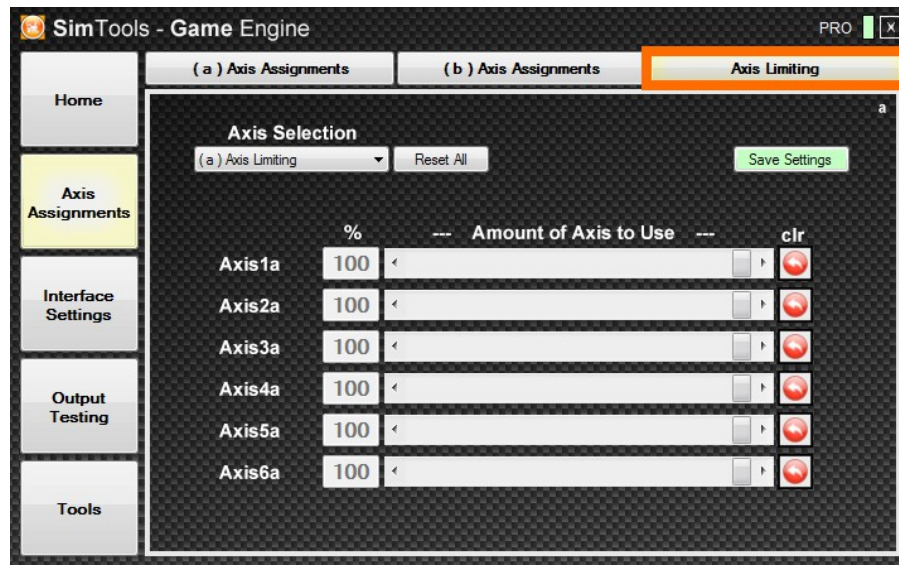 SimTools - Game Engine
PRO
X
( a ) Axis Assignments
( b ) Axis Assignments
Axis Limiting
Home
Axis
Assignments
Interface
Settings
Output
Testing
Tools
a
Axis Selection
( a ) Axis Limiting
Reset All
Save Settings
% --- Amount of Axis to Use --- clr
Axis1a 100
Axis2a 100
Axis3a 100
Axis4a 100
Axis5a 100
Axis6a 100